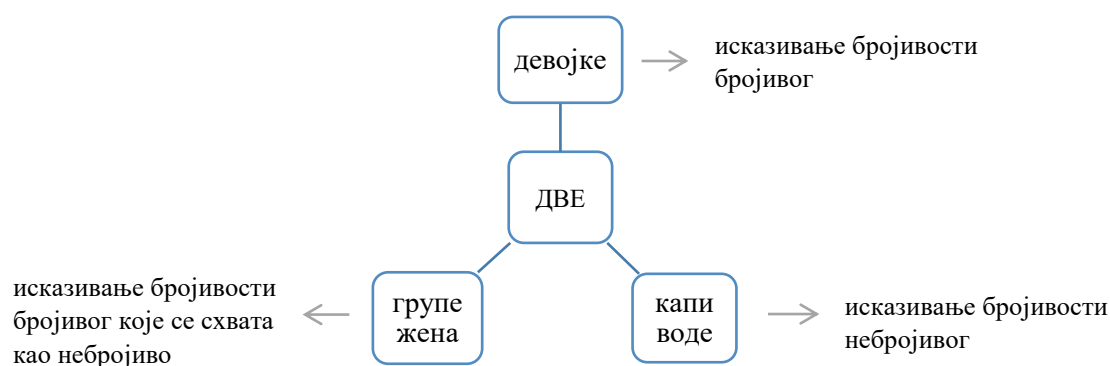 девојке
исказивање бројивости
бројивог
ДВЕ
исказивање бројивости
бројивог које се схвата
као небројиво
групе
жена
капи
воде
исказивање бројивости
небројивог